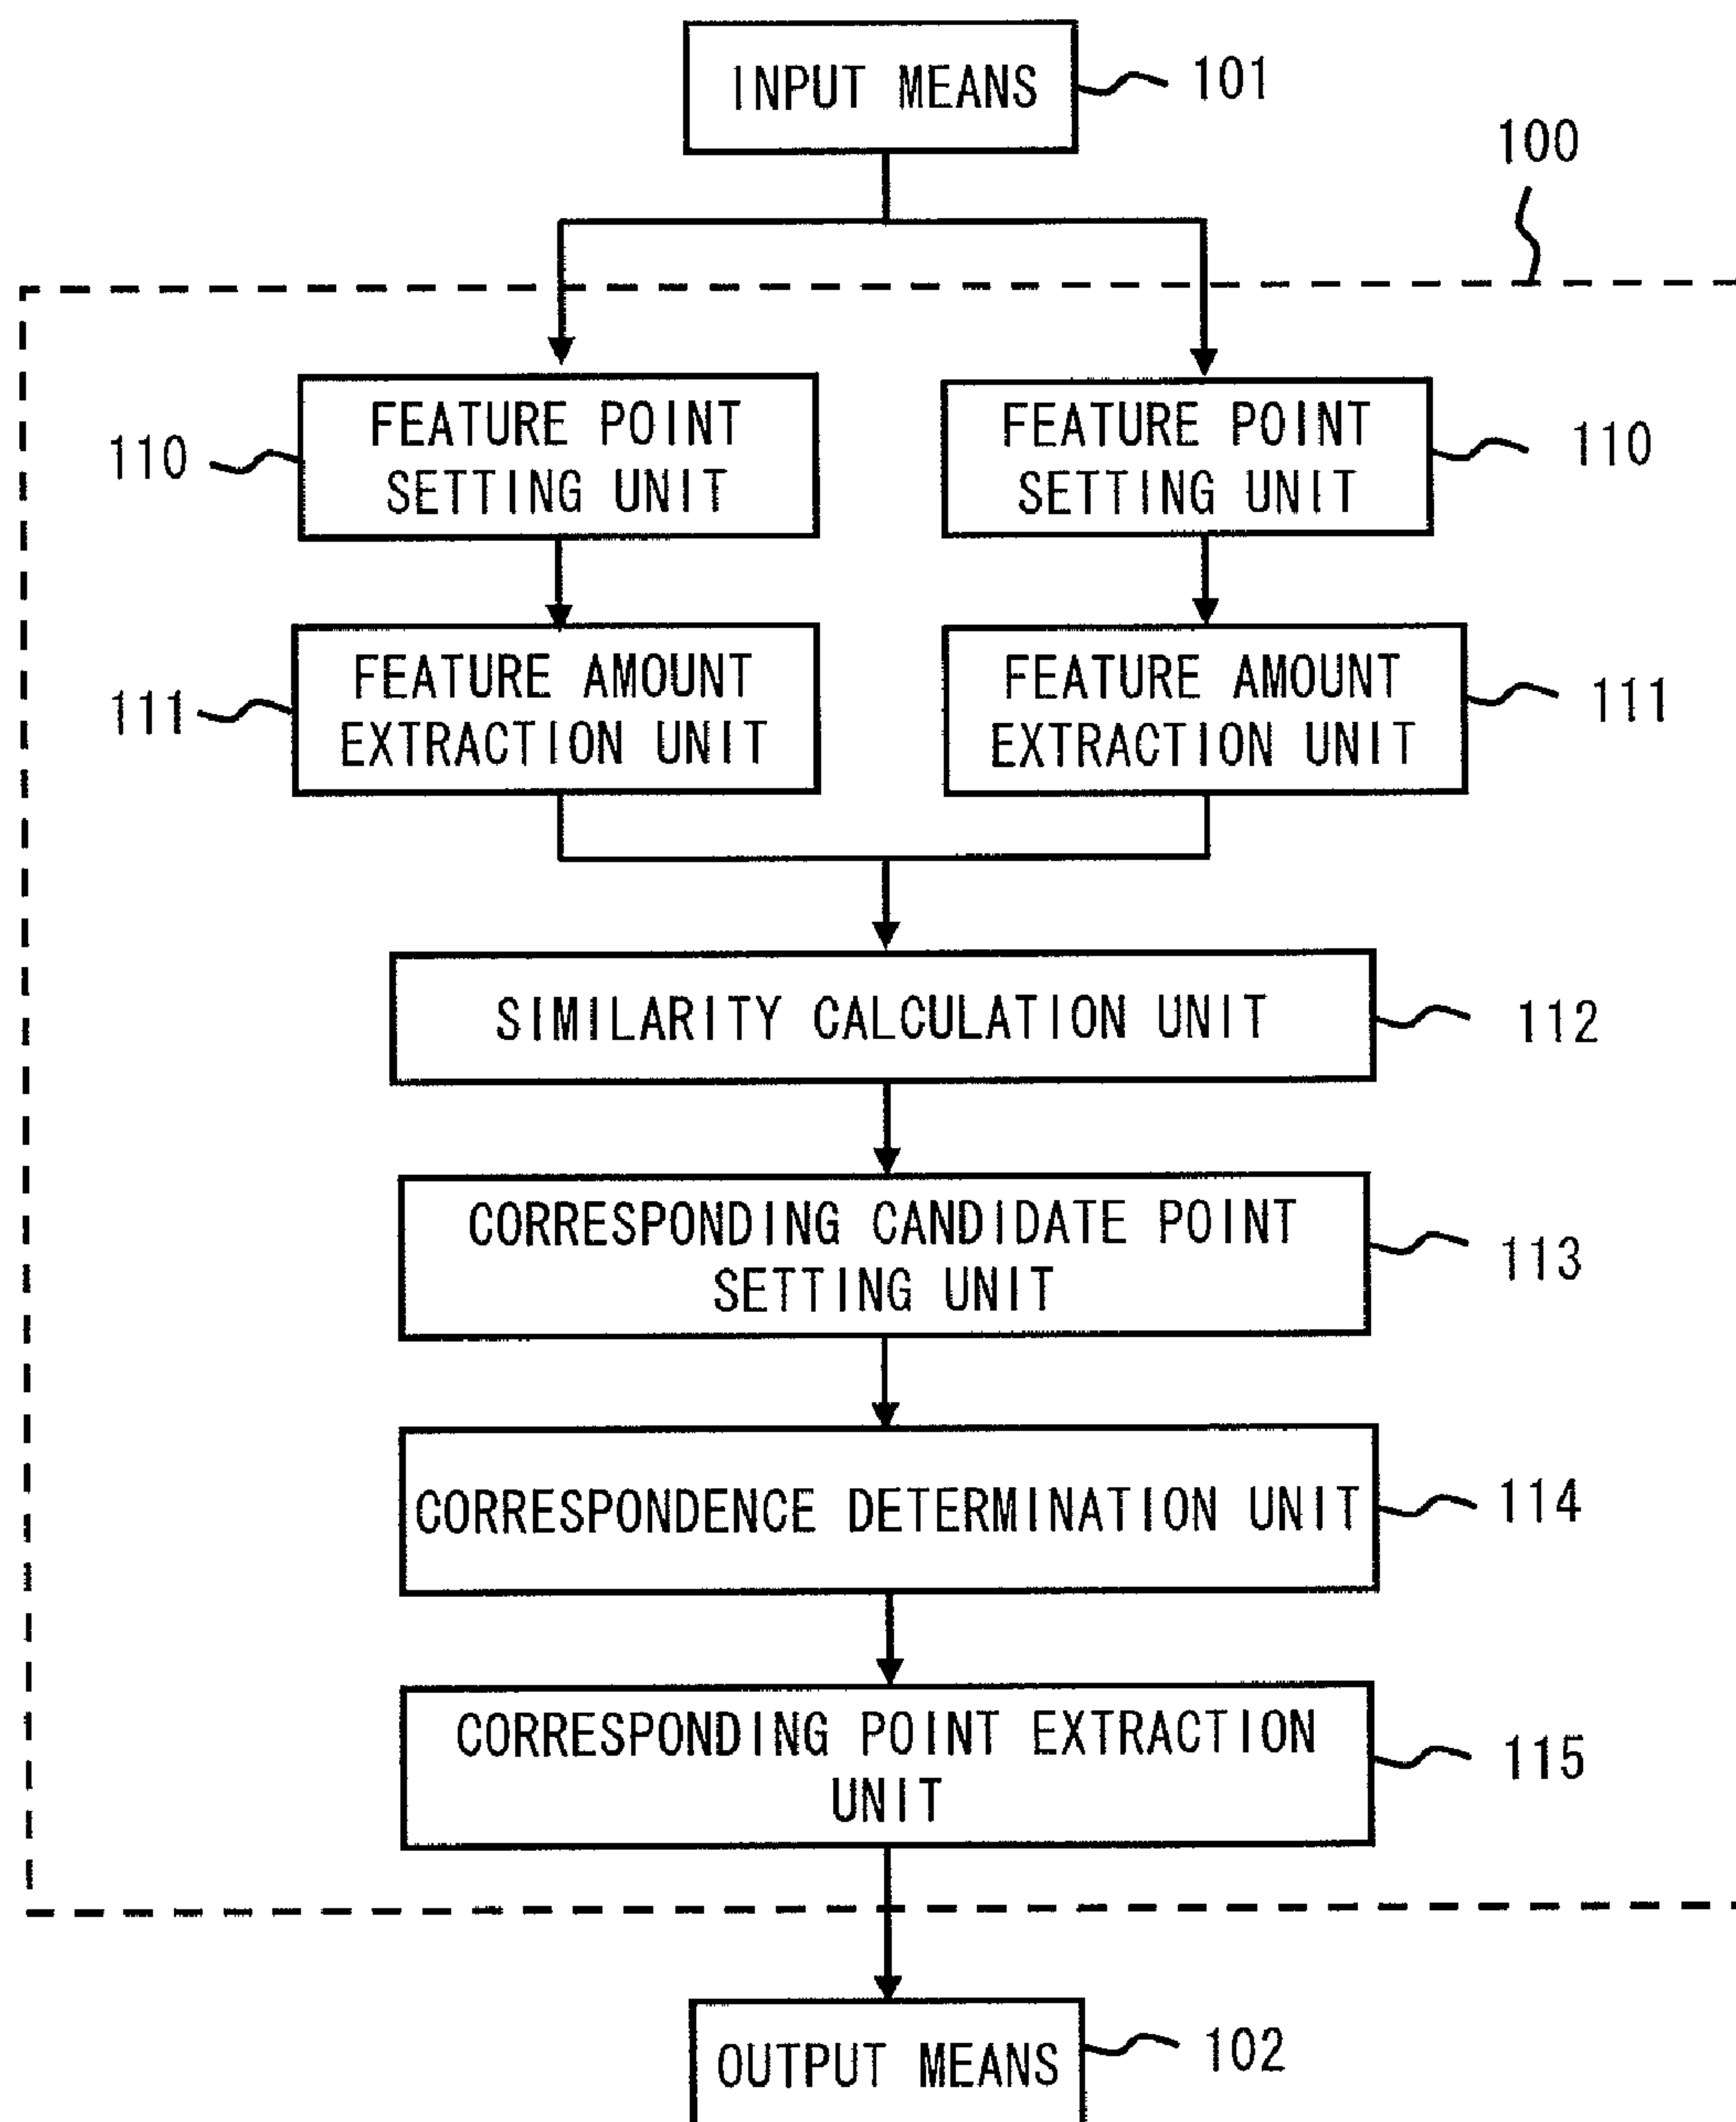 INPUT MEANS
101
100
FEATURE POINT
SETTING UNIT
110
FEATURE POINT
SETTING UNIT
110
FEATURE AMOUNT
EXTRACTION UNIT
111
FEATURE AMOUNT
EXTRACTION UNIT
111
SIMILARITY CALCULATION UNIT
112
CORRESPONDING CANDIDATE POINT
SETTING UNIT
113
CORRESPONDENCE DETERMINATION UNIT
114
CORRESPONDING POINT EXTRACTION
UNIT
115
OUTPUT MEANS
102